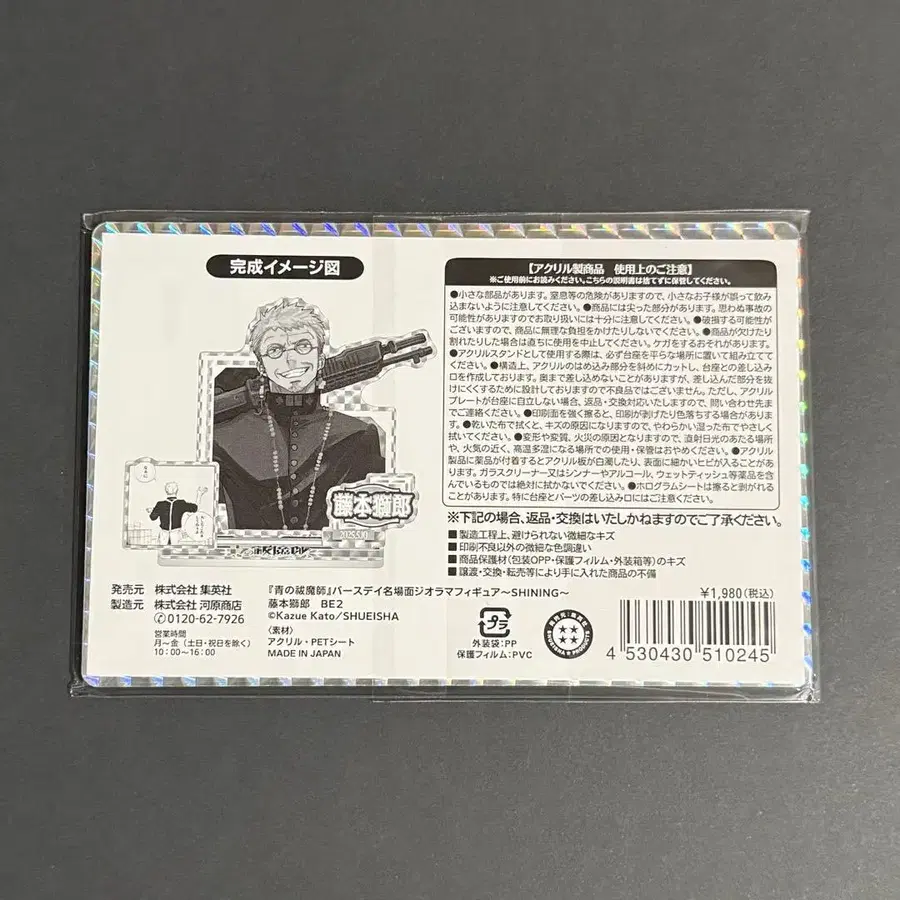 完成イメージ図
藤本獅郎
【アクリル製商品 使用上のご注意】
※ご使用前にお読みください。こちらの説明書は捨てずに保管してください。
●小さな部品があります。窒息等の危険がありますので、小さなお子様が誤って飲み
込まないように注意してください。●商品には尖った部分があります。思わぬ事故の
可能性がありますのでお取り扱いには十分に注意してください。●破損する可能性が
ございますので、商品に無理な負担をかけたりしないでください。●商品が欠けたり
割れたりした場合は直ちに使用を中止してください。ケガをするおそれがあります。
●アクリルスタンドとして使用する際は、必ず台座を平らな場所に置いて組み立てて
ください。●構造上、アクリルのはめ込み部分を斜めにカットし、台座との差し込み
口を作成しております。奥まで差し込めないことがありますが、差し込んだ部分を抜
けにくくするために設計しておりますので不良品ではございません。ただし、アクリル
プレートが台座に自立しない場合、返品・交換対応いたしますので、問い合わせ先ま
でご連絡ください。●印刷面を強く擦ると、印刷が剥げたり色落ちする場合がありま
す。●乾いた布で拭くと、キズの原因になりますので、やわらかい湿った布でやさしく
拭いてください。●変形や変質、火災の原因となりますので、直射日光のあたる場所
や、火気の近く、高温多湿になる場所での使用・保管はおやめください。●アクリル
製品に薬品が付着するとアクリル板が白濁したり、表面に細かいヒビが入ることがあ
ります。ガラスクリーナー又はシンナーやアルコール、ウェットティッシュ等薬品を含
んでいるものでは絶対に拭かないでください。●ホログラムシートは擦ると剥がれる
ことがあります。特に台座とパーツの差し込み口にはご注意ください。
※下記の場合、返品・交換はいたしかねますのでご了承ください。
■製造工程上、避けられない微細なキズ
■印刷不良以外の微細な色調違い
■商品保護材(包装OPP・保護フィルム・外装箱等)のキズ
■譲渡・交換・転売等により手に入れた商品の不備
発売元 株式会社 集英社
製造元 株式会社 河原商店
✆0120-62-7926
営業時間
月〜金(土日・祝日を除く)
10:00〜16:00
『青の祓魔師』バースデイ名場面ジオラマフィギュア〜SHINING〜
藤本獅郎 BE2
©Kazue Kato/SHUEISHA
〈素材〉
アクリル・PETシート
MADE IN JAPAN
プラ
外装袋:PP
保護フィルム:PVC
¥1,980(税込)
4 530430 510245